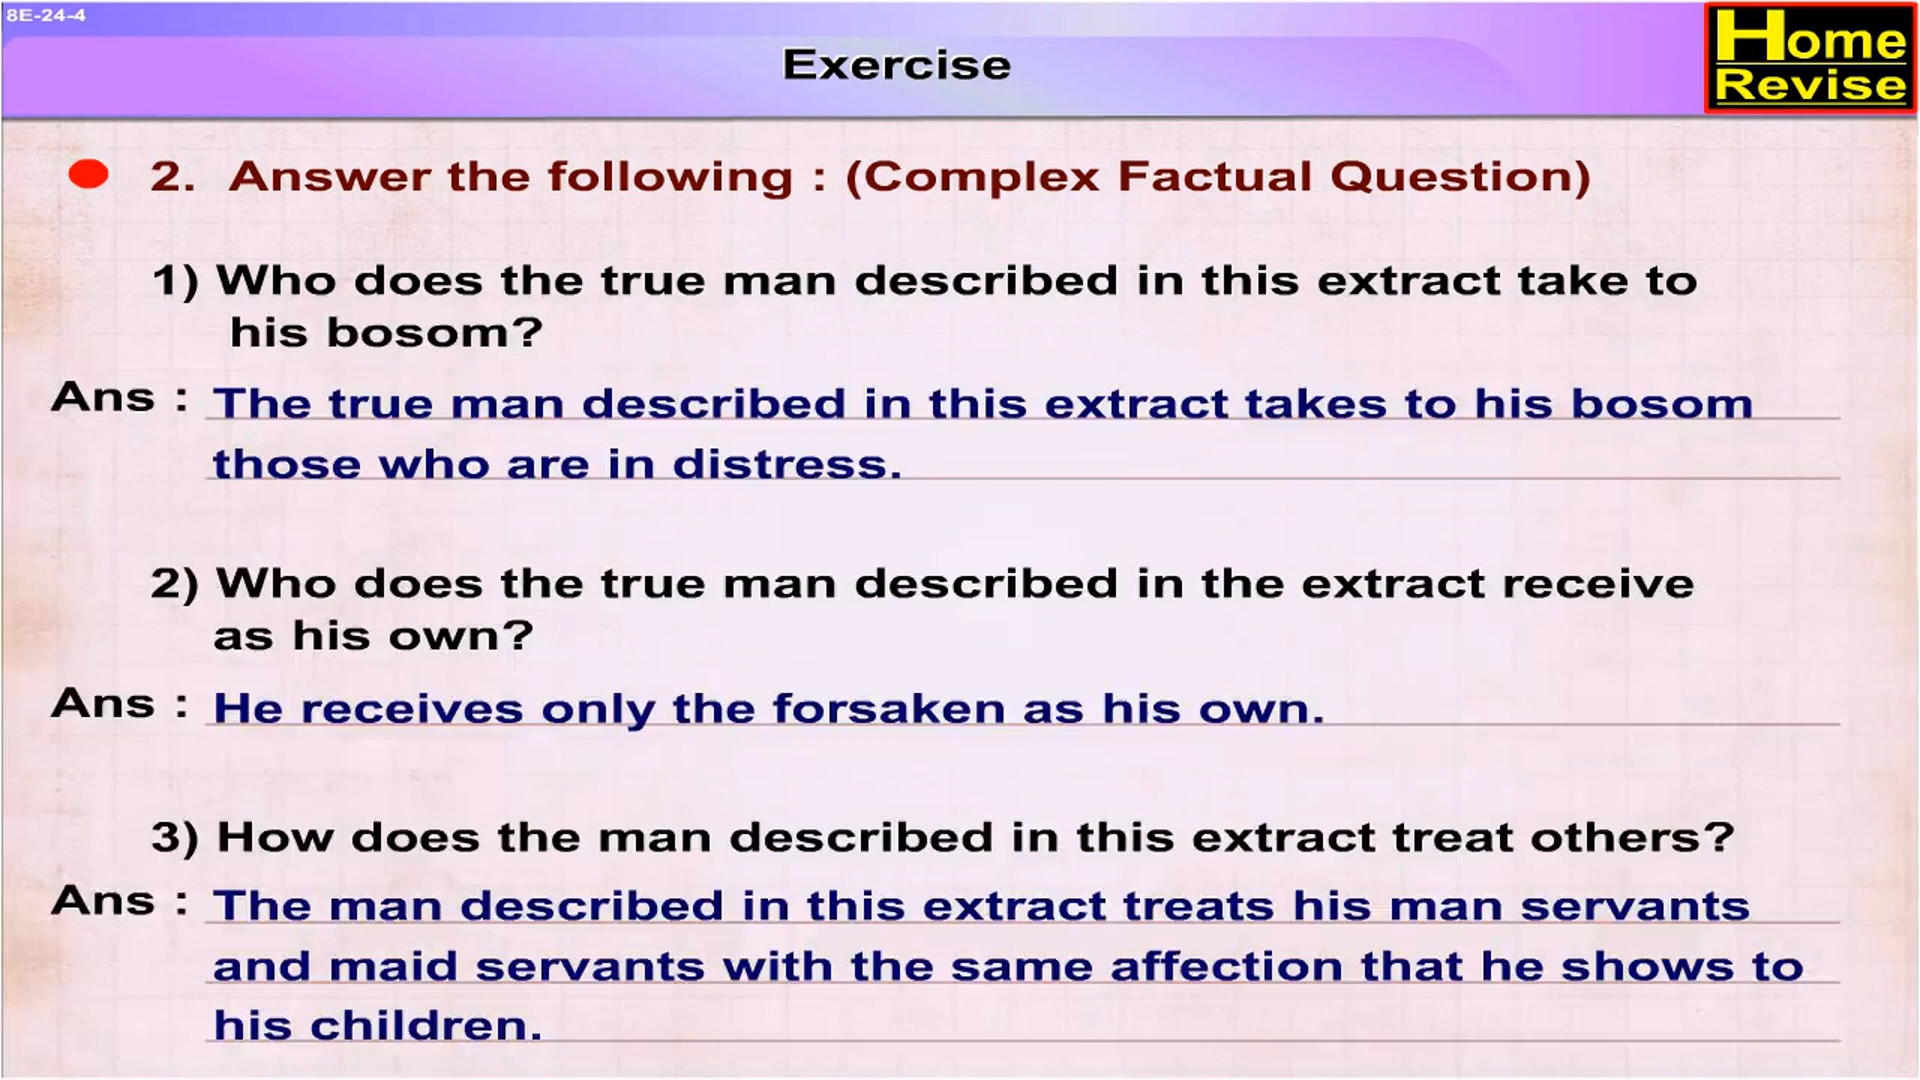 8E-24-4
Exercise
Home
Revise
2. Answer the following : (Complex Factual Question)
1) Who does the true man described in this extract take to
his bosom?
Ans : The true man described in this extract takes to his bosom
those who are in distress.
2) Who does the true man described in the extract receive
as his own?
Ans : He receives only the forsaken as his own.
3) How does the man described in this extract treat others?
Ans : The man described in this extract treats his man servants
and maid servants with the same affection that he shows to
his children.